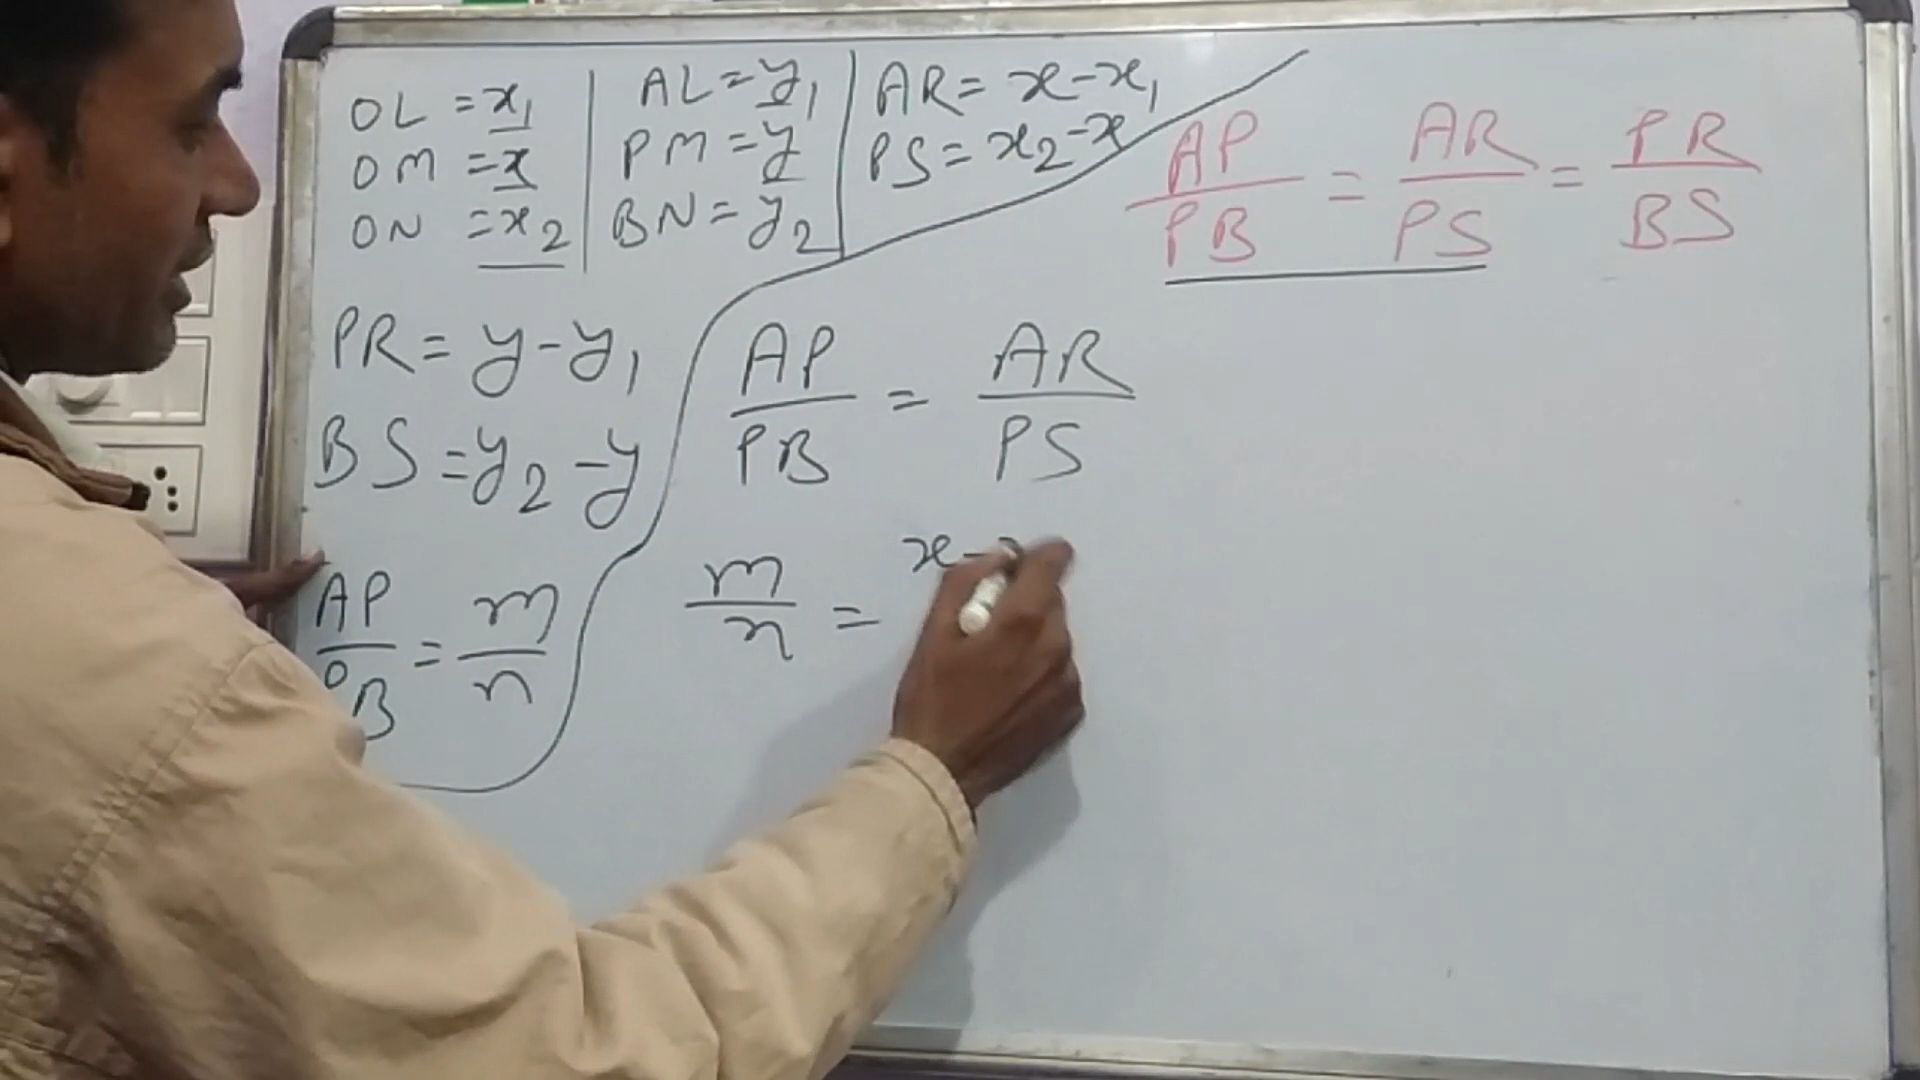 OL = x₁
OM = x
ON = x₂
AL = y₁
PM = y
BN = y₂
AR = x - x₁
PS = x₂ - x
AP/PB = AR/PS = PR/BS
PR = y - y₁
BS = y₂ - y
AP/PB = m/n
AP/PB = AR/PS
m/n = x -